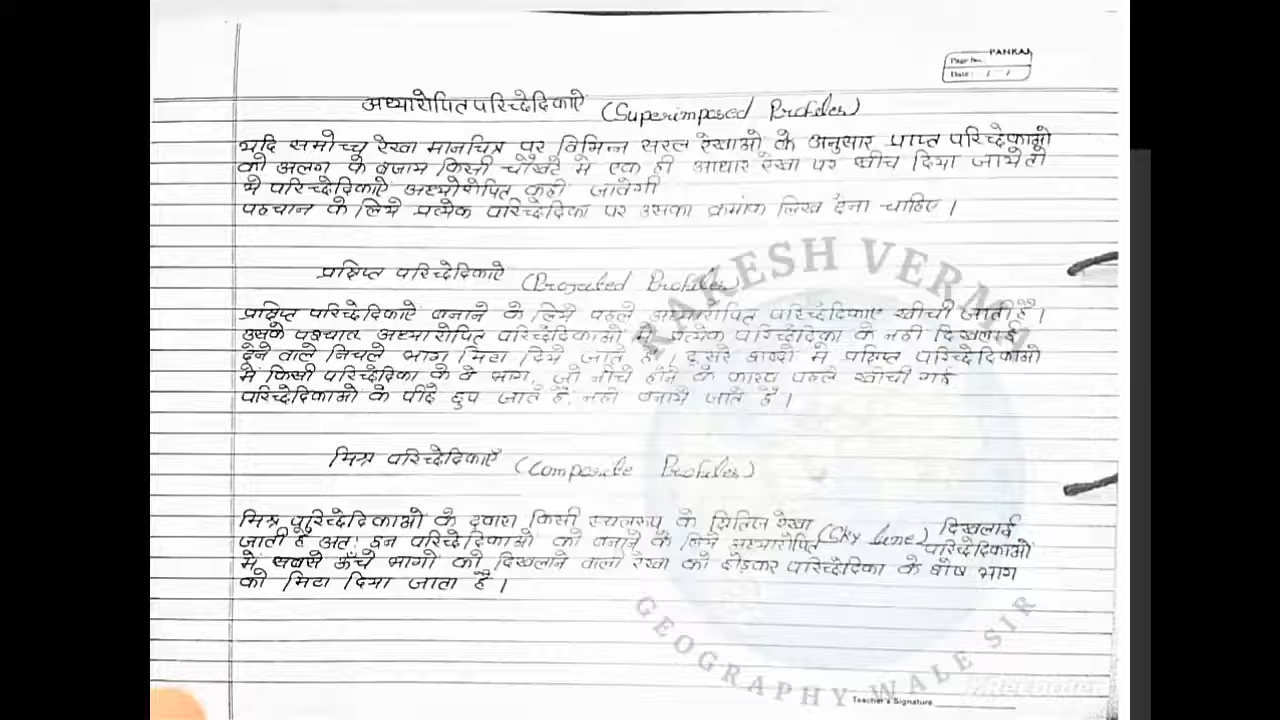 PANKAJ
Page No.
Date: / /
अध्यारोपित परिच्छेदिकाऐं (Superimposed Profiles)
यदि समोच्च रेखा मानचित्र पर विभिन्न सरल रेखाओं के अनुसार प्राप्त परिच्छेदिकाओ
को अलग के बजाय किसी चौखटे मे एक ही आधार रेखा पर खीच दिया जाये तो
ये परिच्छेदिकाऐं अध्यारोपित कही जावेगी
पहचान के लिये प्रत्येक परिच्छेदिका पर उसका क्रमांक लिख देना चाहिए ।
प्रक्षिप्त परिच्छेदिकाऐं (Projected Profiles)
प्रक्षिप्त परिच्छेदिकाऐं बनाने के लिये पहले अध्यारोपित परिच्छेदिकाए खीची जाती है ।
उसके पश्चात अध्यारोपित परिच्छेदिकाओ मे प्रत्येक परिच्छेदिका के नही दिखलाई
देने वाले निचले भाग मिटा दिये जाते है । दूसरे शब्दो मे प्रक्षिप्त परिच्छेदिकाओ
मे किसी परिच्छेदिका के वे भाग जो नीचे होने के कारण पहले खीची गई
परिच्छेदिकाओ के पीछे छुप जाते है, नही बनाये जाते है ।
मिश्र परिच्छेदिकाऐं (Composite Profiles)
मिश्र परिच्छेदिकाओ के द्वारा किसी स्थलरूप के क्षितिज रेखा (Sky line) दिखलाई
जाती है अतः इन परिच्छेदिकाओ को बनाने के लिये अध्यारोपित परिच्छेदिकाओं
में सबसे ऊँचे भागो को दिखलाने वाली रेखा को छोडकर परिच्छेदिका के शेष भाग
को मिटा दिया जाता है ।
RAKESH VERMA
GEOGRAPHY WALE SIR
Teacher's Signature